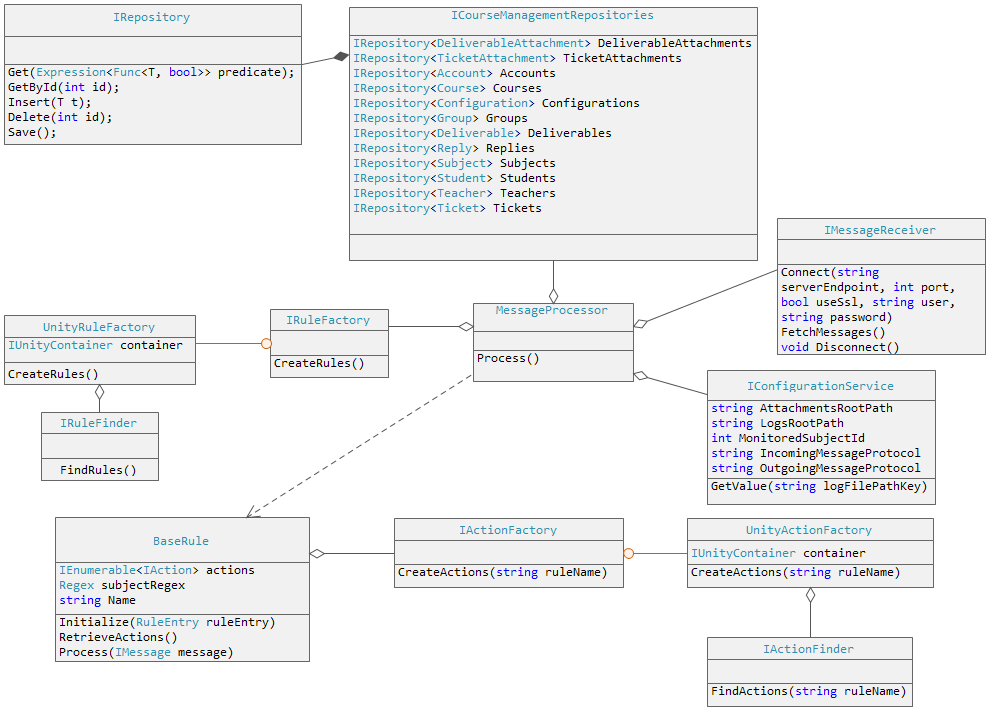 IRepository
Get(Expression<Func<T, bool>> predicate);
GetById(int id);
Insert(T t);
Delete(int id);
Save();
ICourseManagementRepositories
IRepository<DeliverableAttachment> DeliverableAttachments
IRepository<TicketAttachment> TicketAttachments
IRepository<Account> Accounts
IRepository<Course> Courses
IRepository<Configuration> Configurations
IRepository<Group> Groups
IRepository<Deliverable> Deliverables
IRepository<Reply> Replies
IRepository<Subject> Subjects
IRepository<Student> Students
IRepository<Teacher> Teachers
IRepository<Ticket> Tickets
IMessageReceiver
Connect(string
serverEndpoint, int port,
bool useSsl, string user,
string password)
FetchMessages()
void Disconnect()
UnityRuleFactory
IUnityContainer container
CreateRules()
IRuleFactory
CreateRules()
MessageProcessor
Process()
IRuleFinder
FindRules()
IConfigurationService
string AttachmentsRootPath
string LogsRootPath
int MonitoredSubjectId
string IncomingMessageProtocol
string OutgoingMessageProtocol
GetValue(string logFilePathKey)
BaseRule
IEnumerable<IAction> actions
Regex subjectRegex
string Name
Initialize(RuleEntry ruleEntry)
RetrieveActions()
Process(IMessage message)
IActionFactory
CreateActions(string ruleName)
UnityActionFactory
IUnityContainer container
CreateActions(string ruleName)
IActionFinder
FindActions(string ruleName)